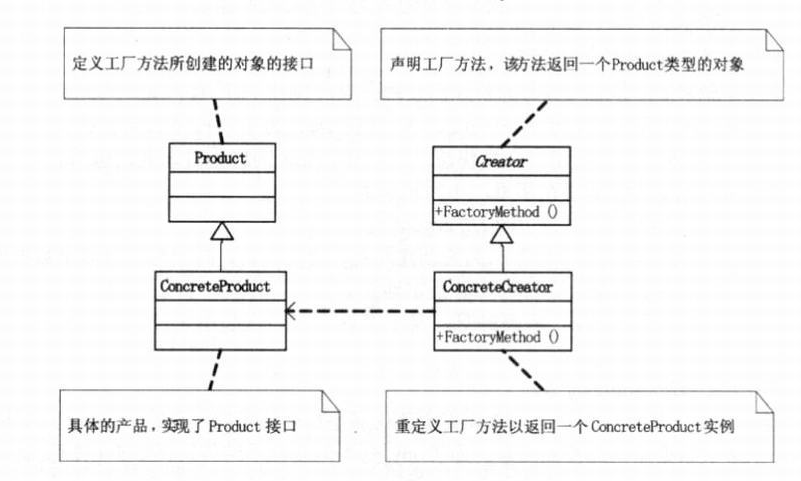 定义工厂方法所创建的对象的接口
声明工厂方法，该方法返回一个Product类型的对象
Product
Creator
+FactoryMethod ()
ConcreteProduct
ConcreteCreator
+FactoryMethod ()
具体的产品，实现了Product 接口
重定义工厂方法以返回一个ConcreteProduct实例